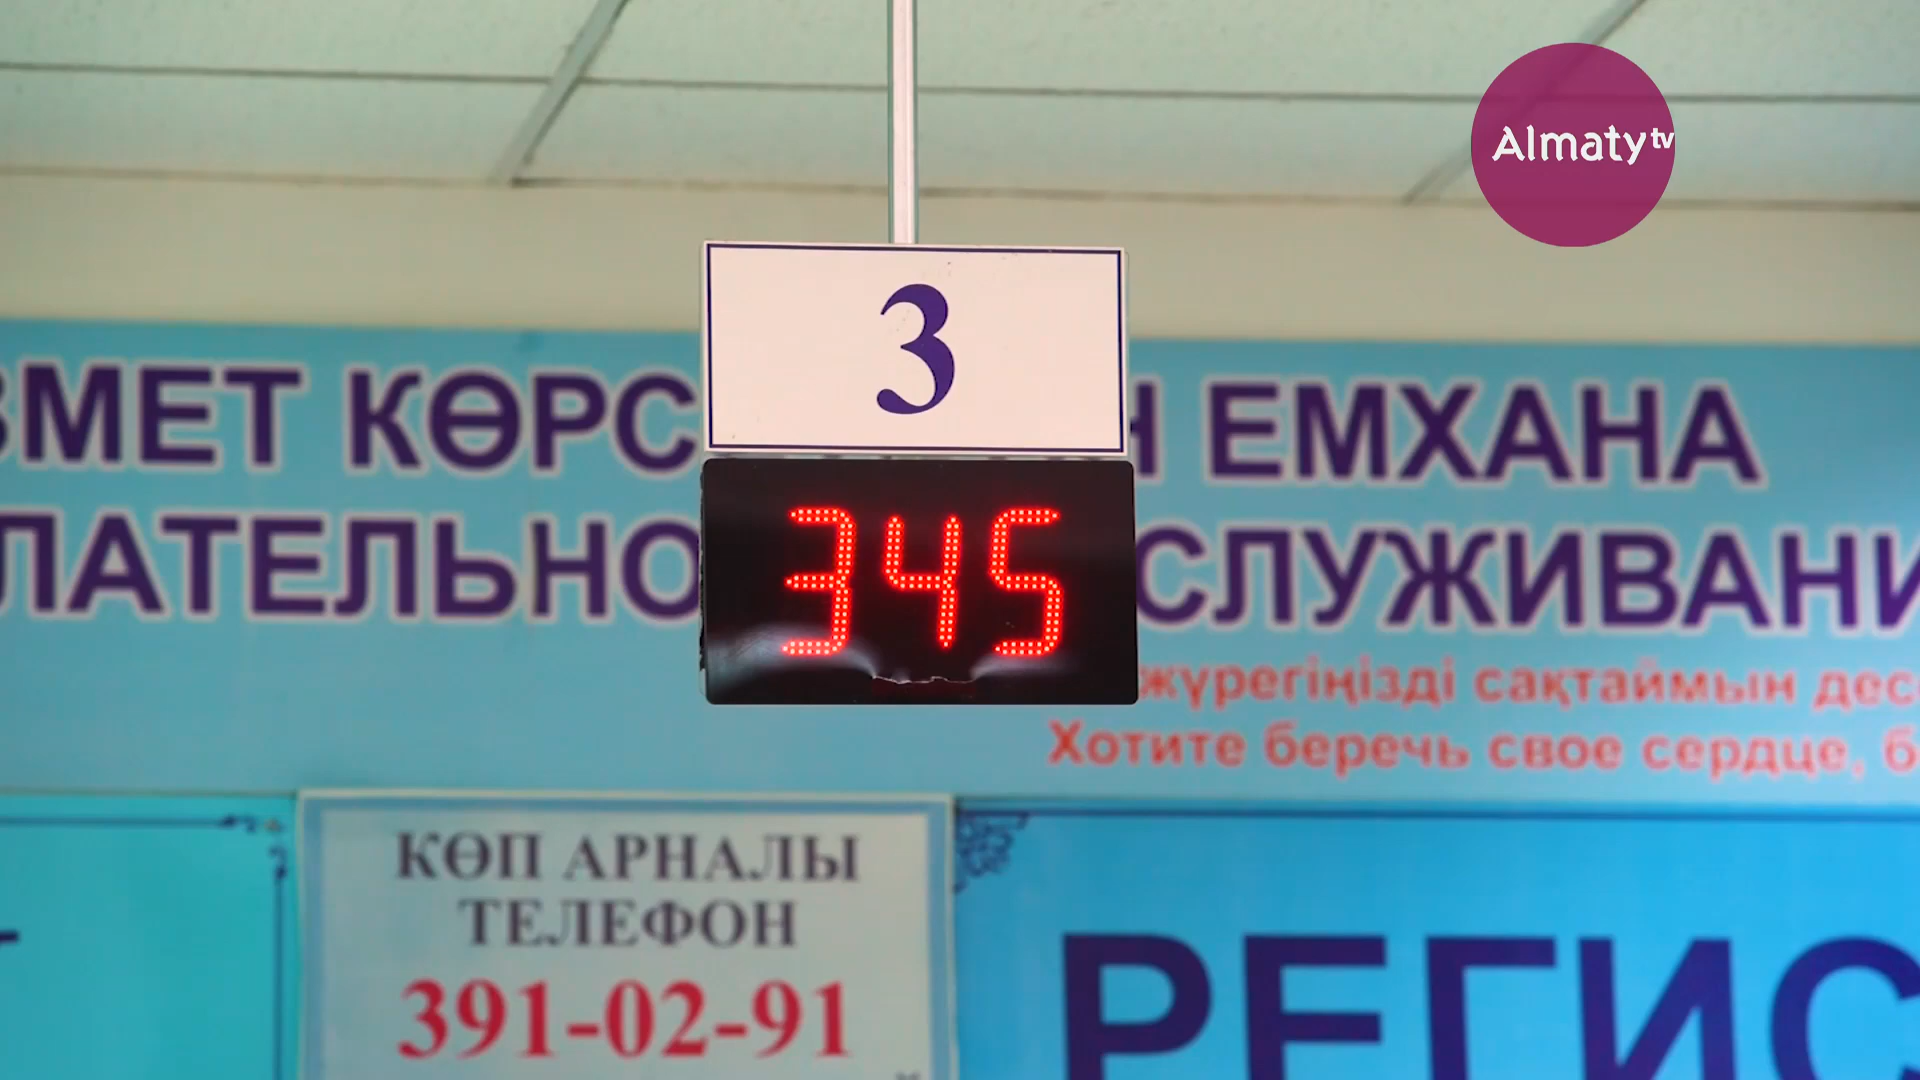 Almaty tv
3
345
ЗМЕТ КӨРС Н ЕМХАНА
ЛАТЕЛЬНО СЛУЖИВАНИ
жүрегіңізді сақтаймын дес
Хотите беречь свое сердце, б
КӨП АРНАЛЫ
ТЕЛЕФОН
391-02-91
РЕГИС